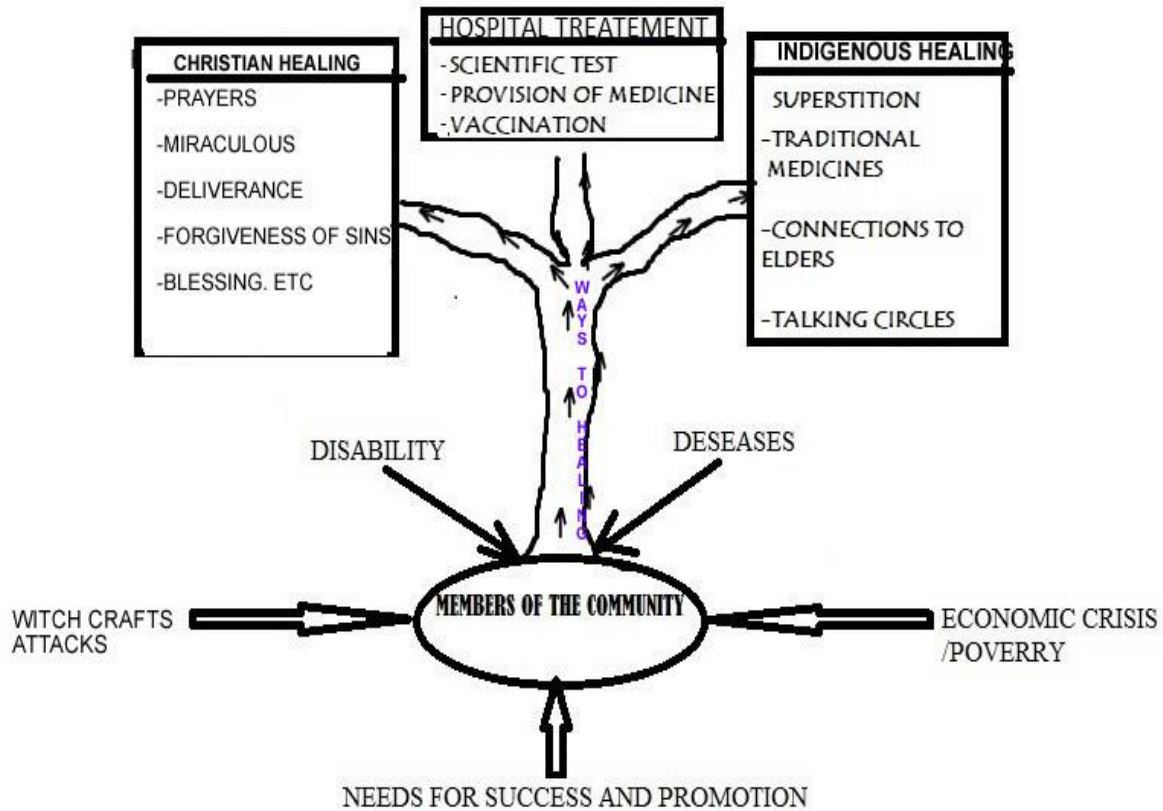 HOSPITAL TREATEMENT
-SCIENTIFIC TEST
-PROVISION OF MEDICINE
-VACCINATION
CHRISTIAN HEALING
-PRAYERS
-MIRACULOUS
-DELIVERANCE
-FORGIVENESS OF SINS
-BLESSING. ETC
INDIGENOUS HEALING
SUPERSTITION
-TRADITIONAL
MEDICINES
-CONNECTIONS TO
ELDERS
-TALKING CIRCLES
WAYS TO HEALING
DISABILITY
DESEASES
MEMBERS OF THE COMMUNITY
WITCH CRAFTS
ATTACKS
ECONOMIC CRISIS
/POVERRY
NEEDS FOR SUCCESS AND PROMOTION